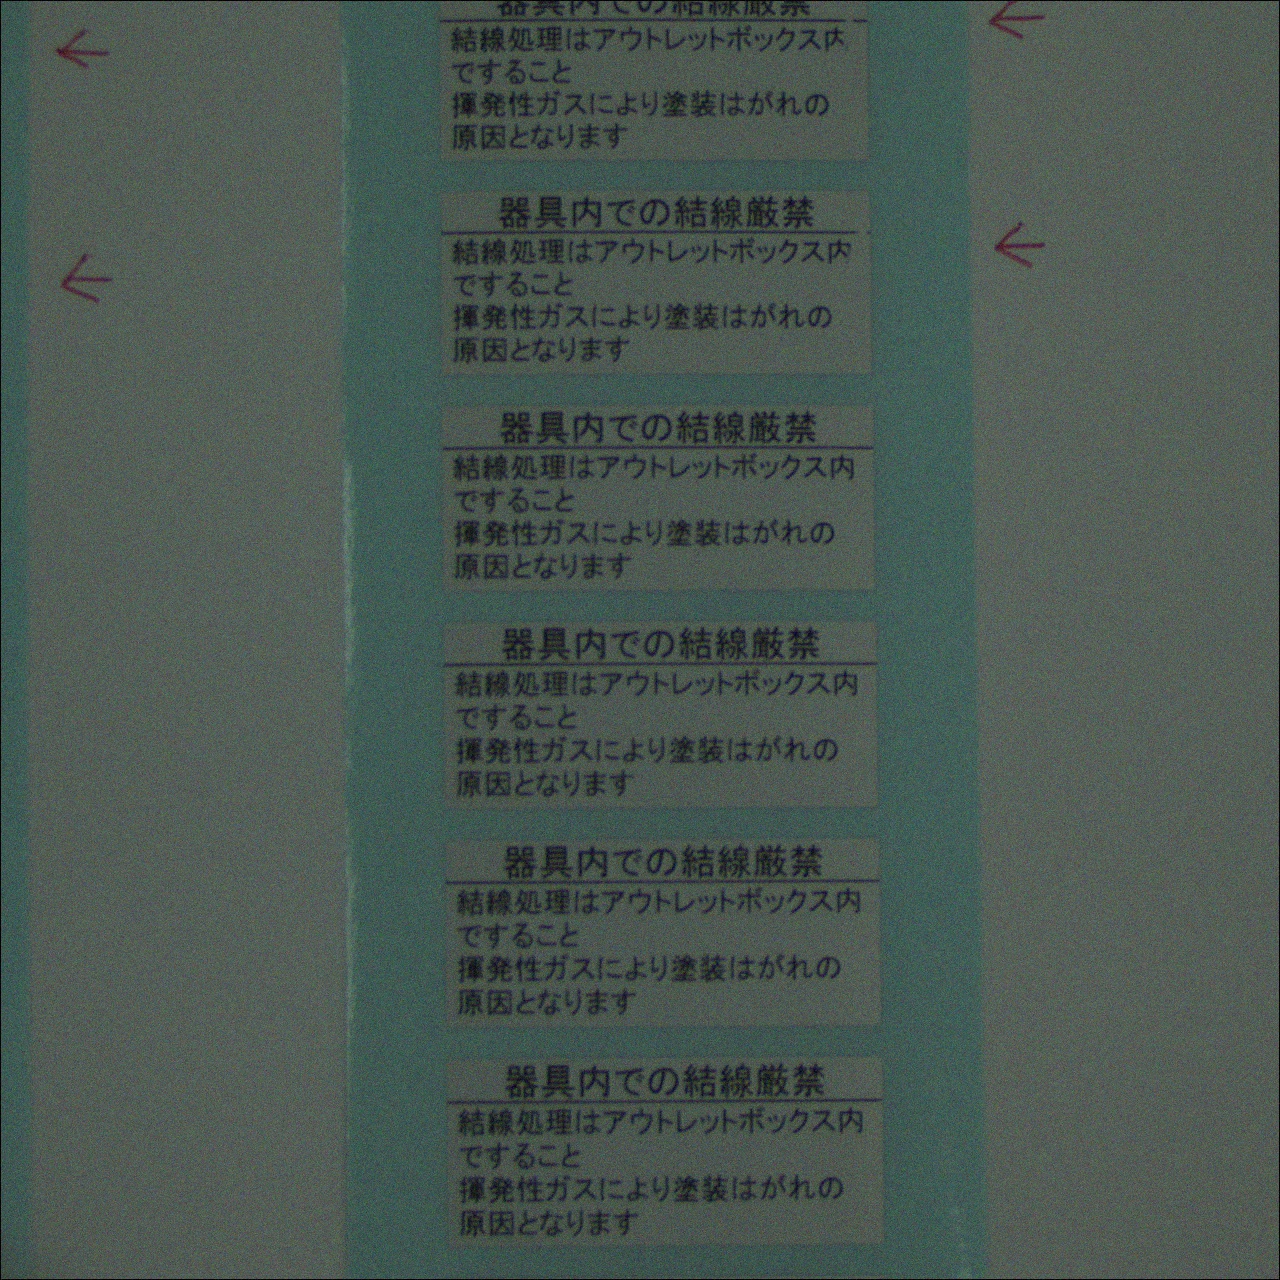 器具内での結線厳禁
結線処理はアウトレットボックス内
ですること
揮発性ガスにより塗装はがれの
原因となります
器具内での結線厳禁
結線処理はアウトレットボックス内
ですること
揮発性ガスにより塗装はがれの
原因となります
器具内での結線厳禁
結線処理はアウトレットボックス内
ですること
揮発性ガスにより塗装はがれの
原因となります
器具内での結線厳禁
結線処理はアウトレットボックス内
ですること
揮発性ガスにより塗装はがれの
原因となります
器具内での結線厳禁
結線処理はアウトレットボックス内
ですること
揮発性ガスにより塗装はがれの
原因となります
器具内での結線厳禁
結線処理はアウトレットボックス内
ですること
揮発性ガスにより塗装はがれの
原因となります